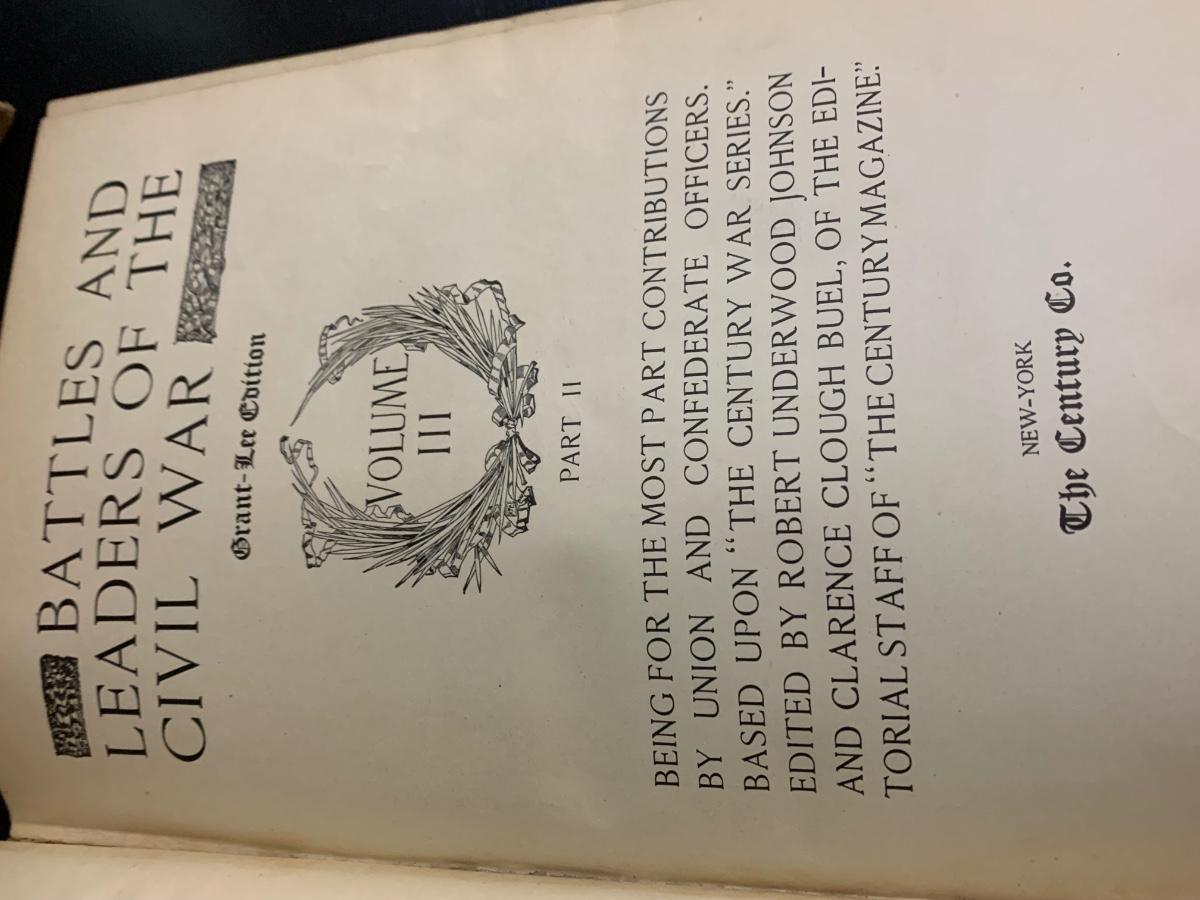 BATTLES AND
LEADERS OF THE
CIVIL WAR
Grant-Lee Edition
VOLUME
III
PART II
BEING FOR THE MOST PART CONTRIBUTIONS
BY UNION AND CONFEDERATE OFFICERS.
BASED UPON “THE CENTURY WAR SERIES.”
EDITED BY ROBERT UNDERWOOD JOHNSON
AND CLARENCE CLOUGH BUEL, OF THE EDI-
TORIAL STAFF OF “THE CENTURY MAGAZINE.”
NEW-YORK
The Century Co.